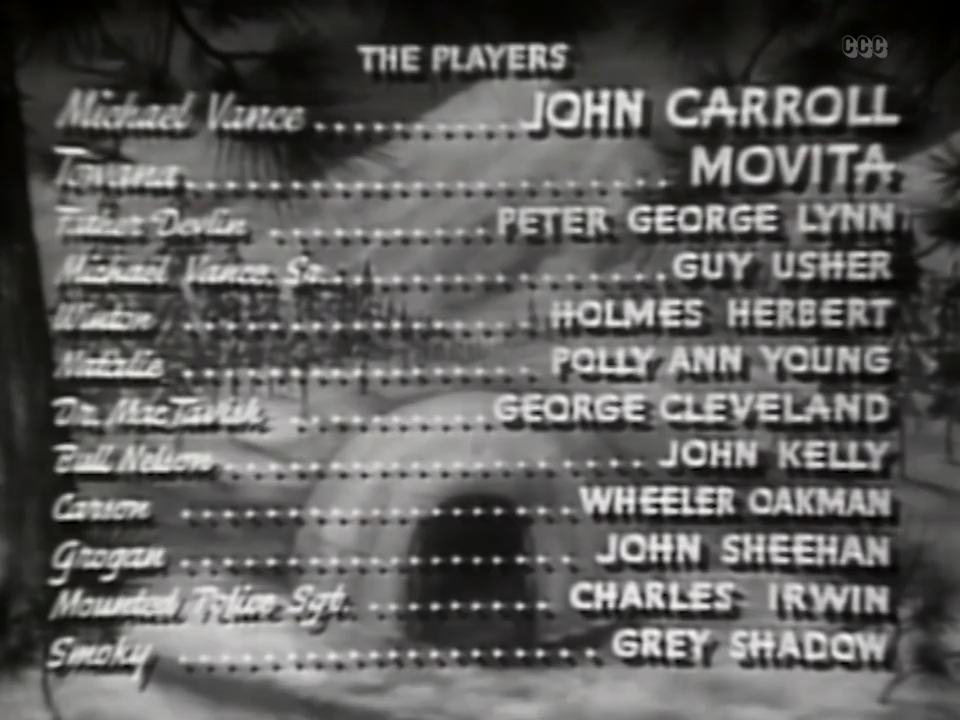 CCC
THE PLAYERS
Michael Vance ........... JOHN CARROLL
Towana ........................ MOVITA
Father Devlin ........... PETER GEORGE LYNN
Michael Vance, Sr. ................ GUY USHER
Winton ................... HOLMES HERBERT
Natalie ................... POLLY ANN YOUNG
Dr. MacTavish ........... GEORGE CLEVELAND
Bull Nelson ...................... JOHN KELLY
Carson .................... WHEELER OAKMAN
Grogan .................... JOHN SHEEHAN
Mounted Police Sgt. .......... CHARLES IRWIN
Smoky ...................... GREY SHADOW